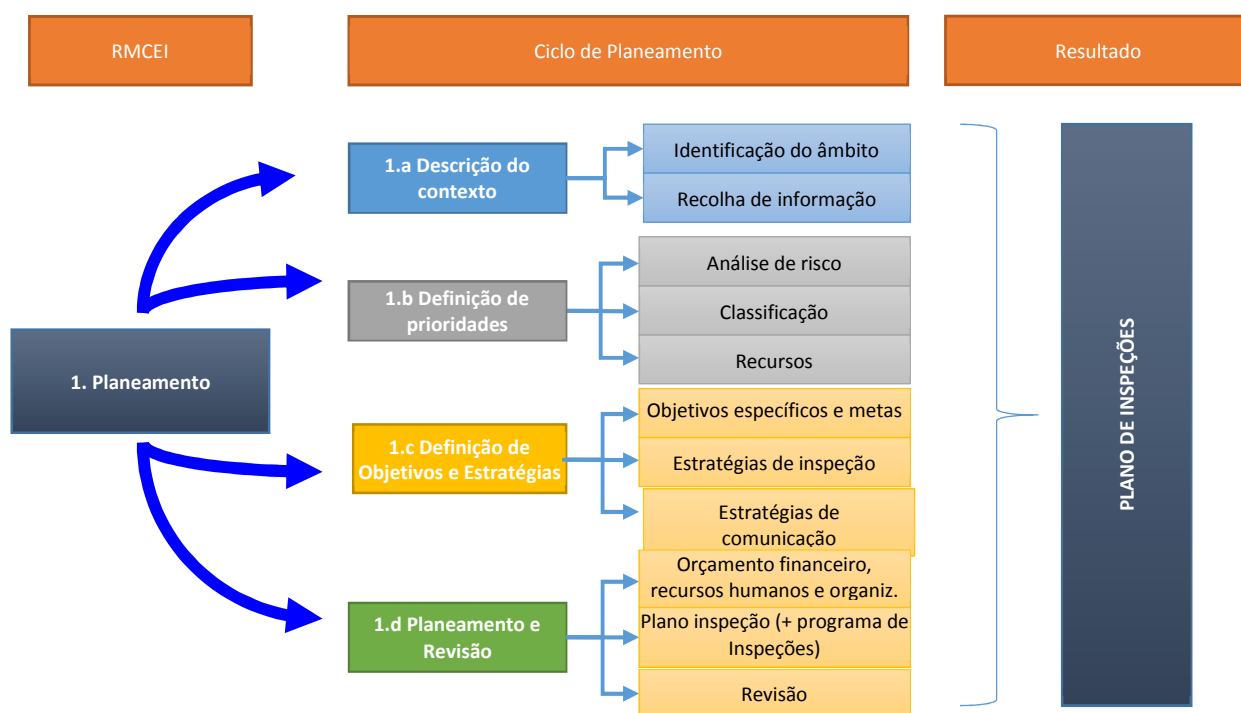 RMCEI
Ciclo de Planeamento
Resultado
1. Planeamento
1.a Descrição do
contexto
Identificação do âmbito
Recolha de informação
1.b Definição de
prioridades
Análise de risco
Classificação
Recursos
1.c Definição de
Objetivos e Estratégias
Objetivos específicos e metas
Estratégias de inspeção
Estratégias de
comunicação
1.d Planeamento e
Revisão
Orçamento financeiro,
recursos humanos e organiz.
Plano inspeção (+ programa de
Inspeções)
Revisão
PLANO DE INSPEÇÕES